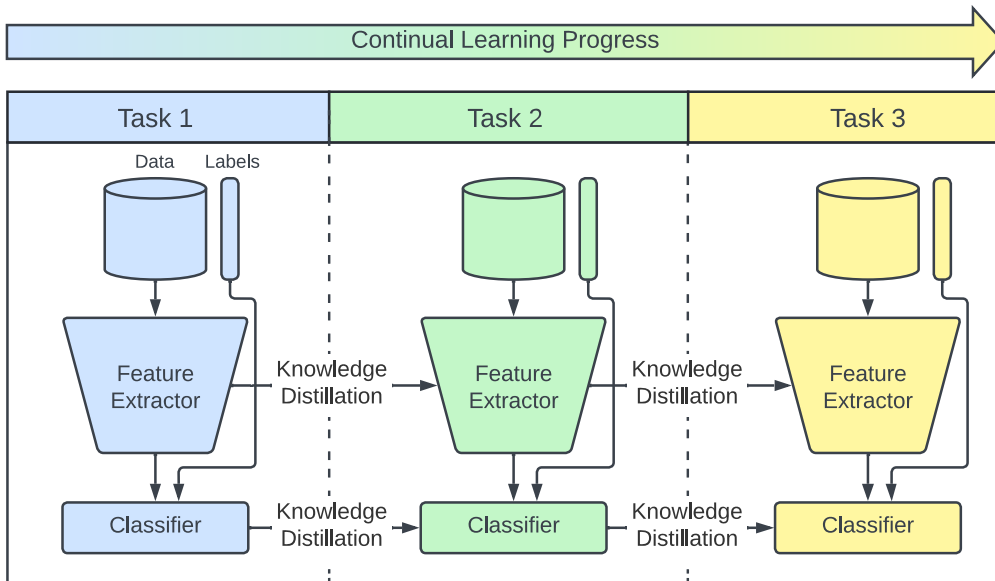 Continual Learning Progress
Task 1
Task 2
Task 3
Data
Labels
Feature
Extractor
Knowledge
Distillation
Feature
Extractor
Knowledge
Distillation
Feature
Extractor
Classifier
Knowledge
Distillation
Classifier
Knowledge
Distillation
Classifier